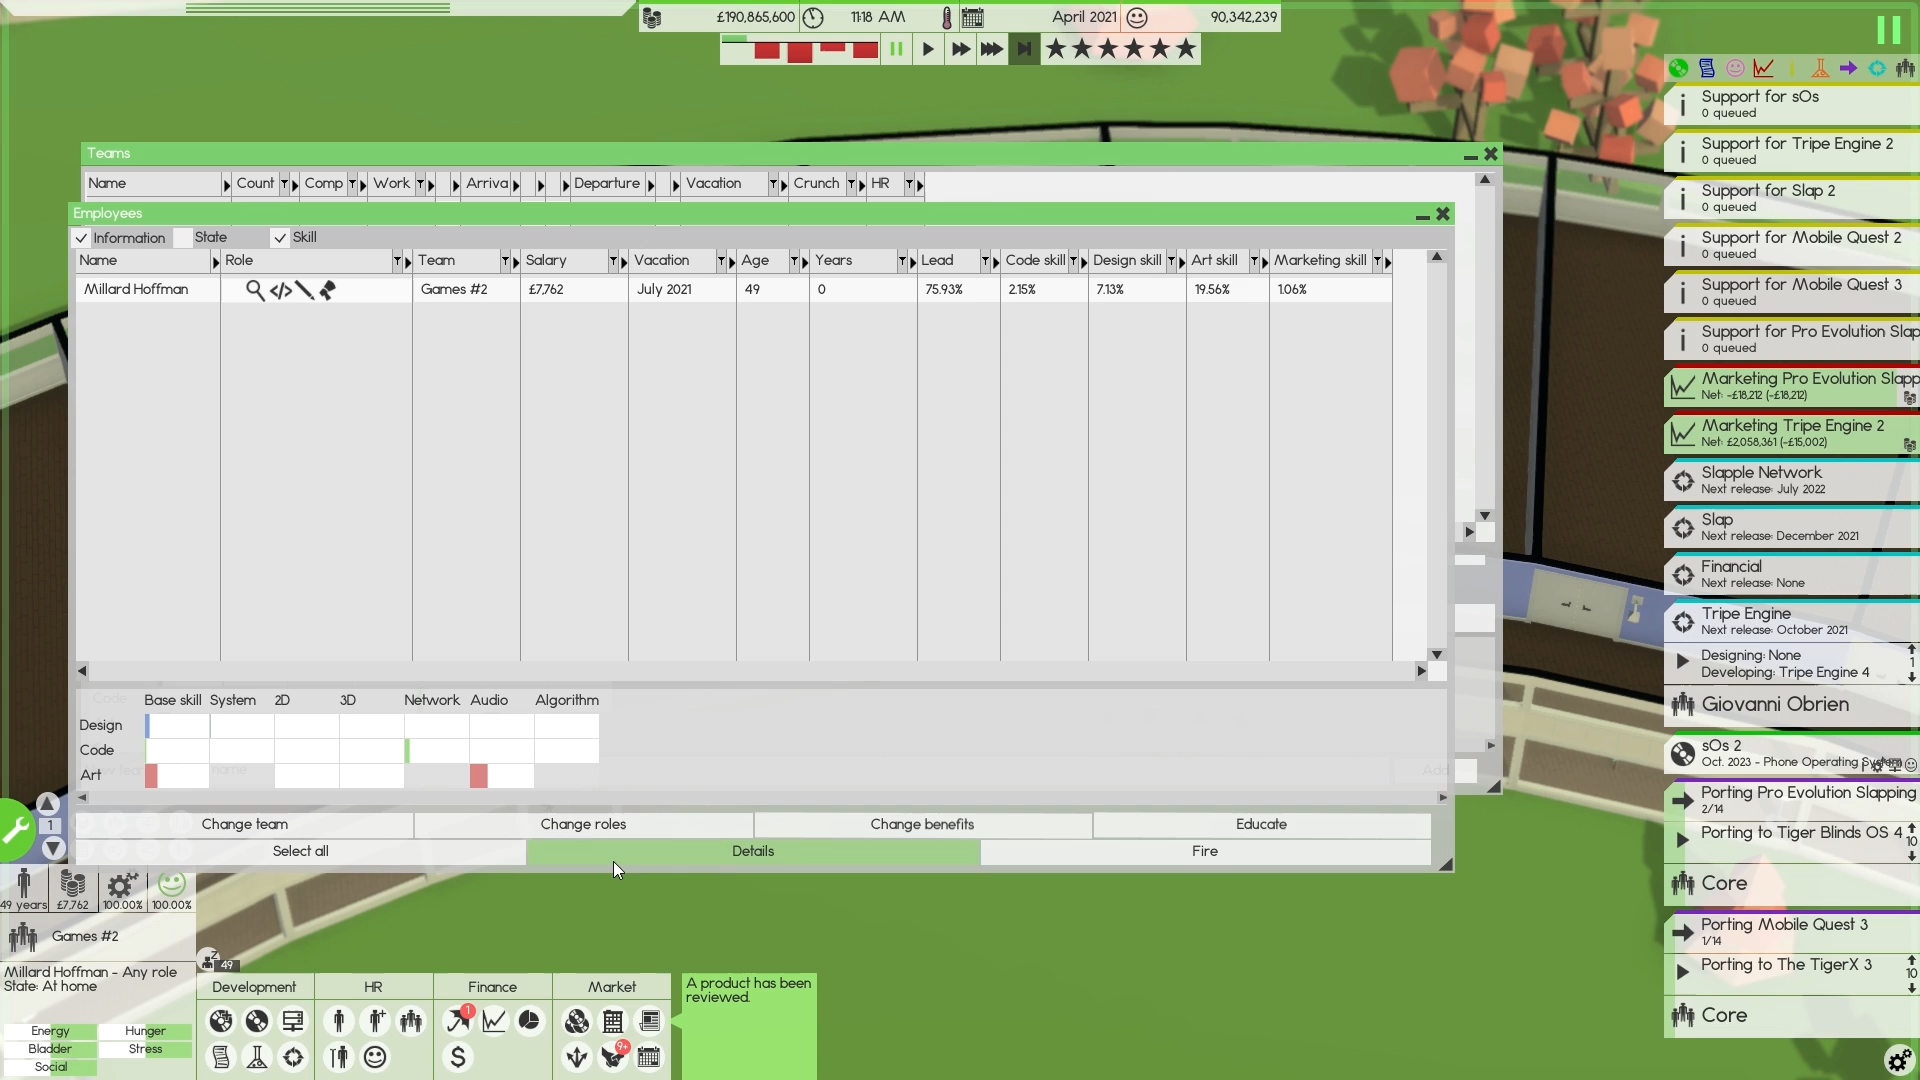 £190,865,600
11:18 AM
April 2021
90,342,239
Teams
Name Count Comp Work Arriva Departure Vacation Crunch HR
Employees
Information State Skill
Name Role Team Salary Vacation Age Years Lead Code skill Design skill Art skill Marketing skill
Millard Hoffman Games #2 £7,762 July 2021 49 0 75.93% 2.15% 7.13% 19.56% 1.06%
Base skill System 2D 3D Network Audio Algorithm
Design
Code
Art
Add
Change team Change roles Change benefits Educate
Select all Details Fire
1
49 years £7,762 100.00% 100.00%
Games #2
Millard Hoffman - Any role
State: At home
Energy Hunger
Bladder Stress
Social
49
Development HR Finance Market
1
9+
A product has been
reviewed.
Support for sOs
0 queued
Support for Tripe Engine 2
0 queued
Support for Slap 2
0 queued
Support for Mobile Quest 2
0 queued
Support for Mobile Quest 3
0 queued
Support for Pro Evolution Slap
0 queued
Marketing Pro Evolution Slapp
Net: -£18,212 (-£18,212)
Marketing Tripe Engine 2
Net: £2,058,361 (-£15,002)
Slapple Network
Next release: July 2022
Slap
Next release: December 2021
Financial
Next release: None
Tripe Engine
Next release: October 2021
Designing: None
Developing: Tripe Engine 4
1
Giovanni Obrien
sOs 2
Oct. 2023 - Phone Operating System
Porting Pro Evolution Slapping
2/14
Porting to Tiger Blinds OS 4
10
Core
Porting Mobile Quest 3
1/14
Porting to The TigerX 3
10
Core